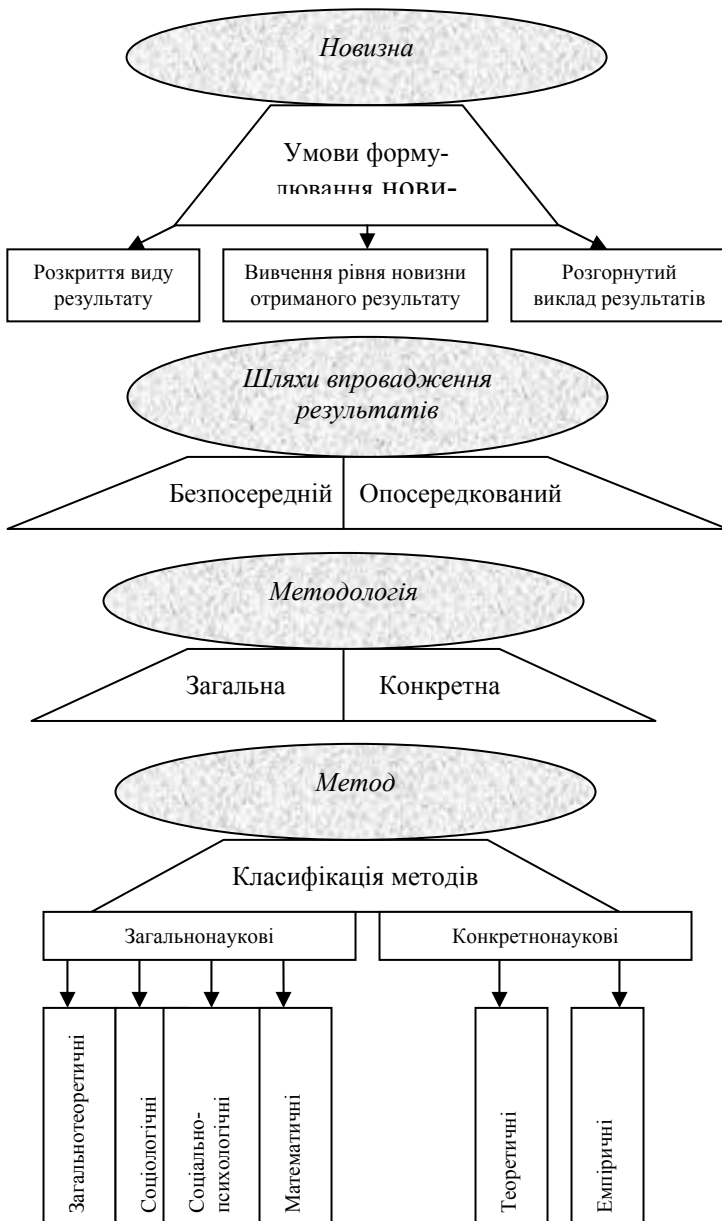 Новизна
Умови форму-
лювання нови-
Розкриття виду
результату
Вивчення рівня новизни
отриманого результату
Розгорнутий
виклад результатів
Шляхи впровадження
результатів
Безпосередній
Опосередкований
Методологія
Загальна
Конкретна
Метод
Класифікація методів
Загальнонаукові
Конкретнонаукові
Загальнотеоретичні
Соціологічні
Соціально-
психологічні
Математичні
Теоретичні
Емпіричні